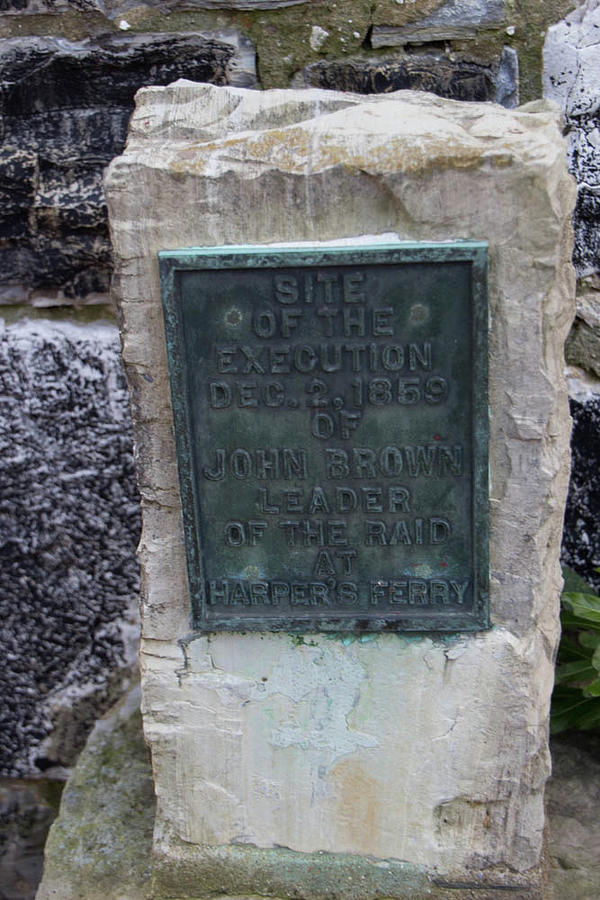 SITE
OF THE
EXECUTION
DEC. 2, 1859
OF
JOHN BROWN
LEADER
OF THE RAID
AT
HARPER'S FERRY